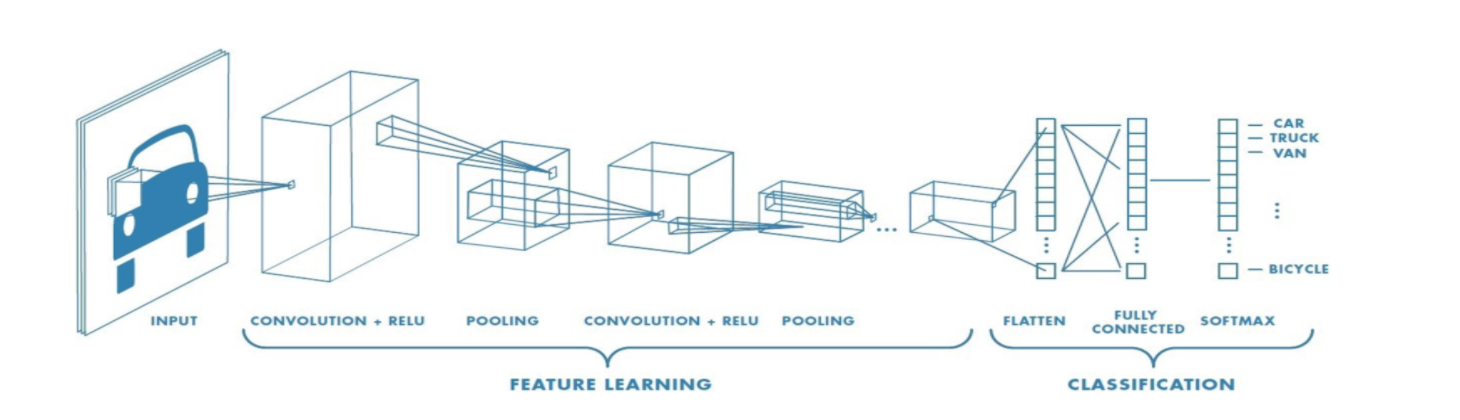 CAR
TRUCK
VAN
BICYCLE
INPUT
CONVOLUTION + RELU
POOLING
CONVOLUTION + RELU
POOLING
FLATTEN
FULLY
CONNECTED
SOFTMAX
FEATURE LEARNING
CLASSIFICATION